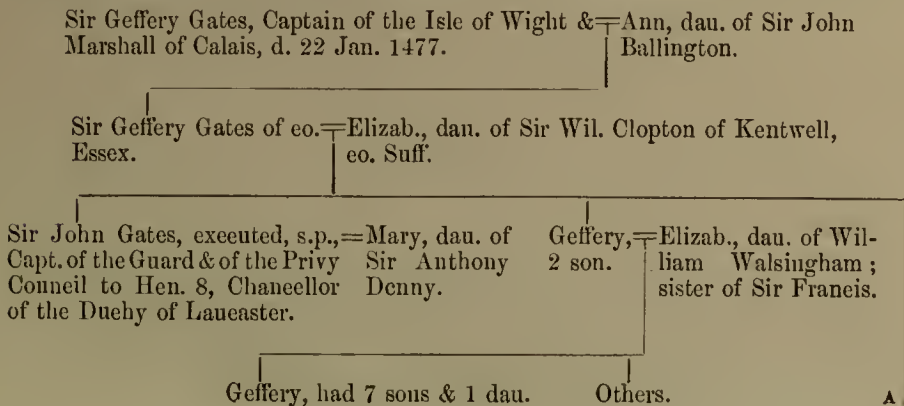 Sir Geffery Gates, Captain of the Isle of Wight &
Marshall of Calais, d. 22 Jan. 1477.
Ann, dau. of Sir John
Ballington.
Sir Geffery Gates of co.
Essex.
Elizab., dau. of Sir Wil. Clopton of Kentwell,
co. Suff.
Sir John Gates, executed, s.p.,
Capt. of the Guard & of the Privy
Council to Hen. 8, Chancellor
of the Duchy of Lancaster.
Mary, dau. of
Sir Anthony
Denny.
Geffery,
2 son.
Elizab., dau. of Wil-
liam Walsingham;
sister of Sir Francis.
Geffery, had 7 sons & 1 dau.
Others.
A